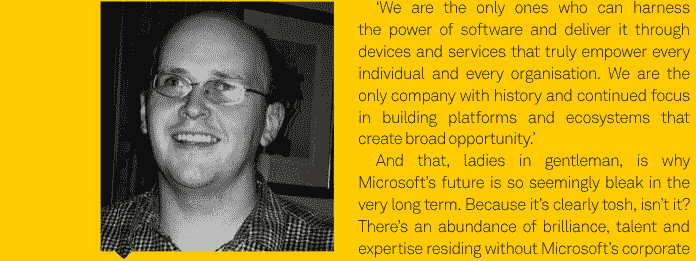 ‘We are the only ones who can harness
the power of software and deliver it through
devices and services that truly empower every
individual and every organisation. We are the
only company with history and continued focus
in building platforms and ecosystems that
create broad opportunity.’
And that, ladies in gentleman, is why
Microsoft’s future is so seemingly bleak in the
very long term. Because it’s clearly tosh, isn’t it?
There’s an abundance of brilliance, talent and
expertise residing without Microsoft’s corporate